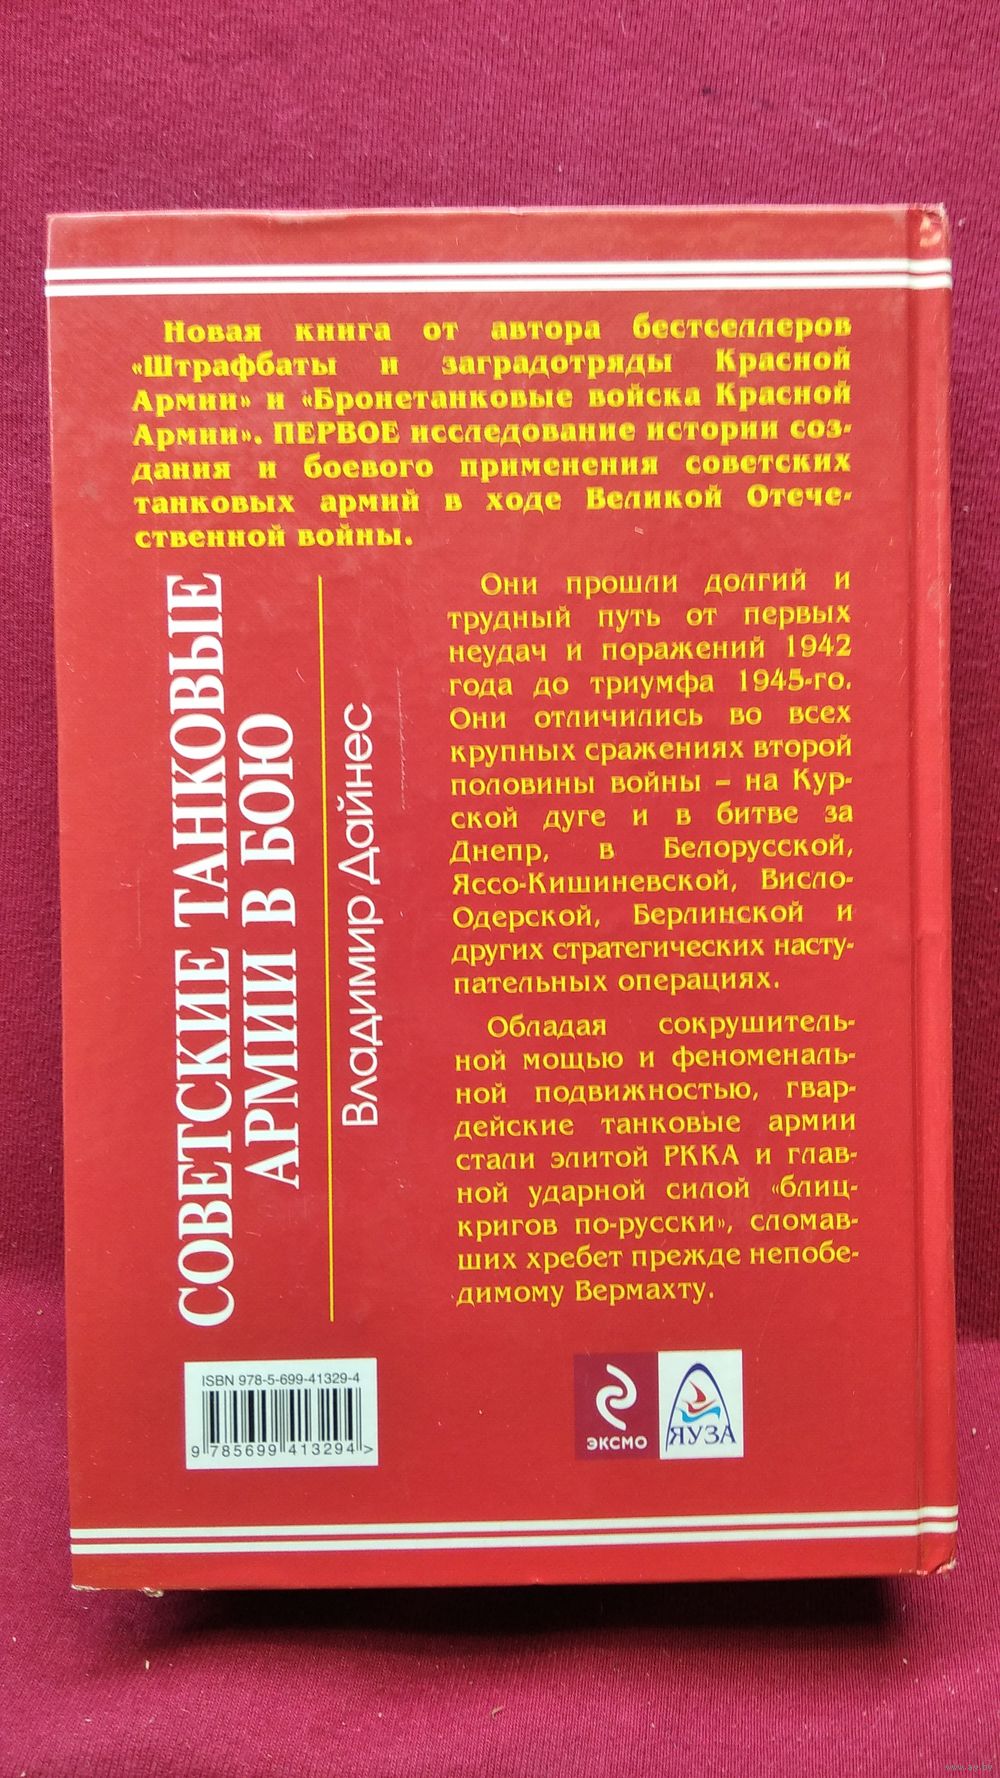 Новая книга от автора бестселлеров
«Штрафбаты и заградотряды Красной
Армии» и «Бронетанковые войска Красной
Армии». ПЕРВОЕ исследование истории соз-
дания и боевого применения советских
танковых армий в ходе Великой Отече-
ственной войны.
СОВЕТСКИЕ ТАНКОВЫЕ
АРМИИ В БОЮ
Владимир Дайнес
Они прошли долгий и
трудный путь от первых
неудач и поражений 1942
года до триумфа 1945-го.
Они отличились во всех
крупных сражениях второй
половины войны – на Кур-
ской дуге и в битве за
Днепр, в Белорусской,
Яссо-Кишиневской, Висло-
Одерской, Берлинской и
других стратегических насту-
пательных операциях.
Обладая сокрушитель-
ной мощью и феноменаль-
ной подвижностью, гвар-
дейские танковые армии
стали элитой РККА и глав-
ной ударной силой «блиц-
кригов по-русски», сломав-
ших хребет прежде непобе-
димому Вермахту.
ISBN 978-5-699-41329-4
9 785699 413294 >
ЭКСМО
ЯУЗА
www.ay.by